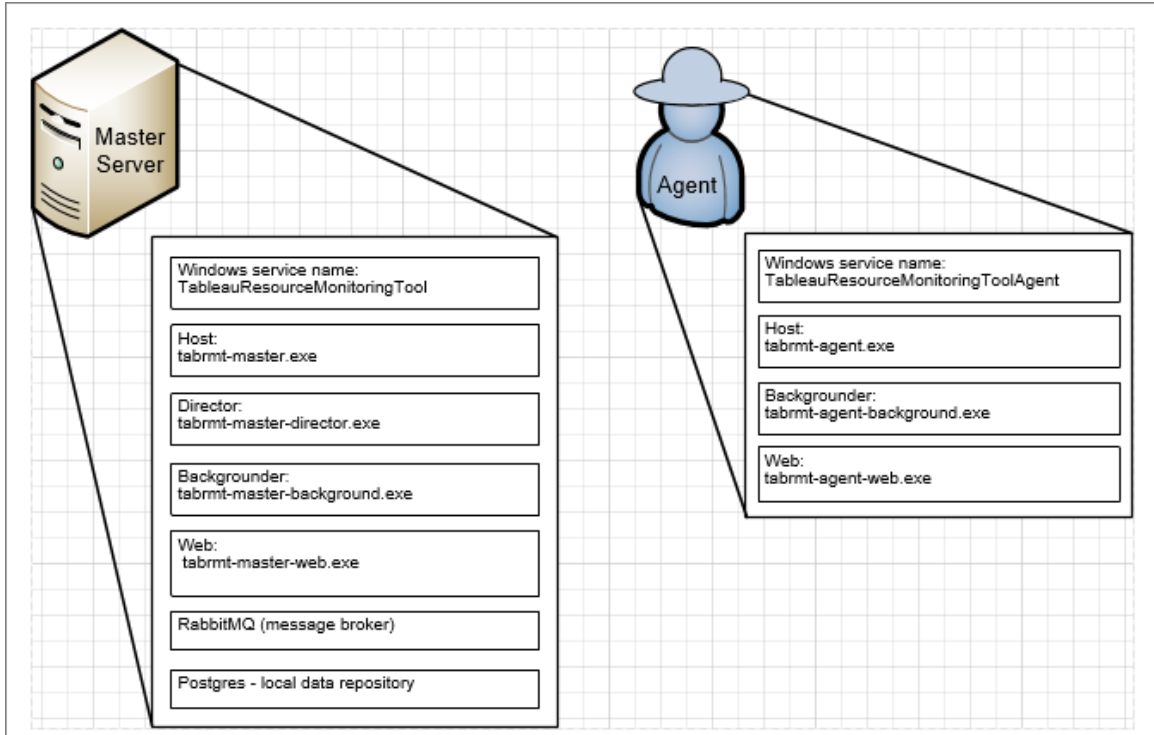 Master
Server
Windows service name:
TableauResourceMonitoringTool
Host:
tabrmt-master.exe
Director:
tabrmt-master-director.exe
Backgrounder:
tabrmt-master-background.exe
Web:
tabrmt-master-web.exe
RabbitMQ (message broker)
Postgres - local data repository
Agent
Windows service name:
TableauResourceMonitoringToolAgent
Host:
tabrmt-agent.exe
Backgrounder:
tabrmt-agent-background.exe
Web:
tabrmt-agent-web.exe